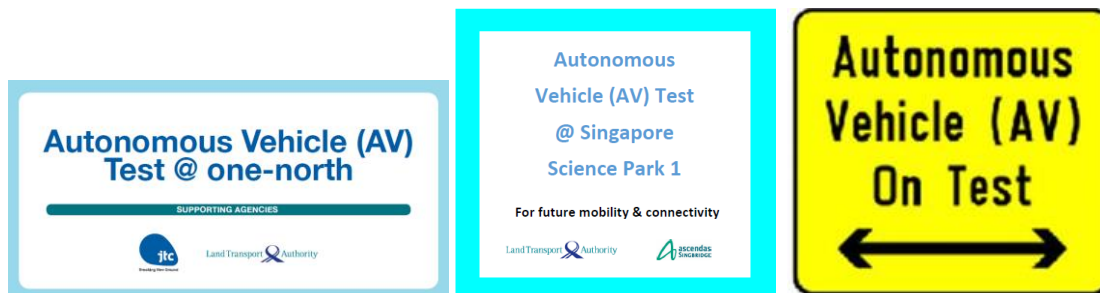 Autonomous Vehicle (AV)
Test @ one-north
SUPPORTING AGENCIES
jtc
Land Transport Authority
Autonomous
Vehicle (AV) Test
@ Singapore
Science Park 1
For future mobility & connectivity
Land Transport Authority
ascendas
SINGBRIDGE
Autonomous
Vehicle (AV)
On Test